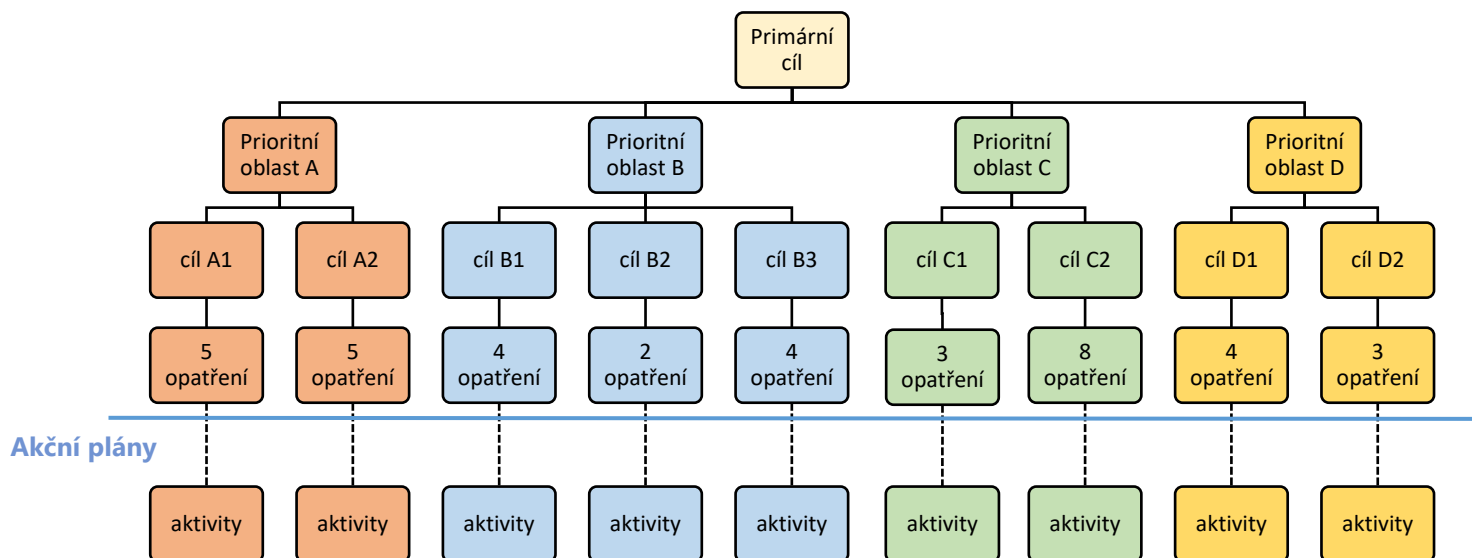 Primární
cíl
Prioritní
oblast A
Prioritní
oblast B
Prioritní
oblast C
Prioritní
oblast D
cíl A1
cíl A2
cíl B1
cíl B2
cíl B3
cíl C1
cíl C2
cíl D1
cíl D2
5
opatření
5
opatření
4
opatření
2
opatření
4
opatření
3
opatření
8
opatření
4
opatření
3
opatření
Akční plány
aktivity
aktivity
aktivity
aktivity
aktivity
aktivity
aktivity
aktivity
aktivity